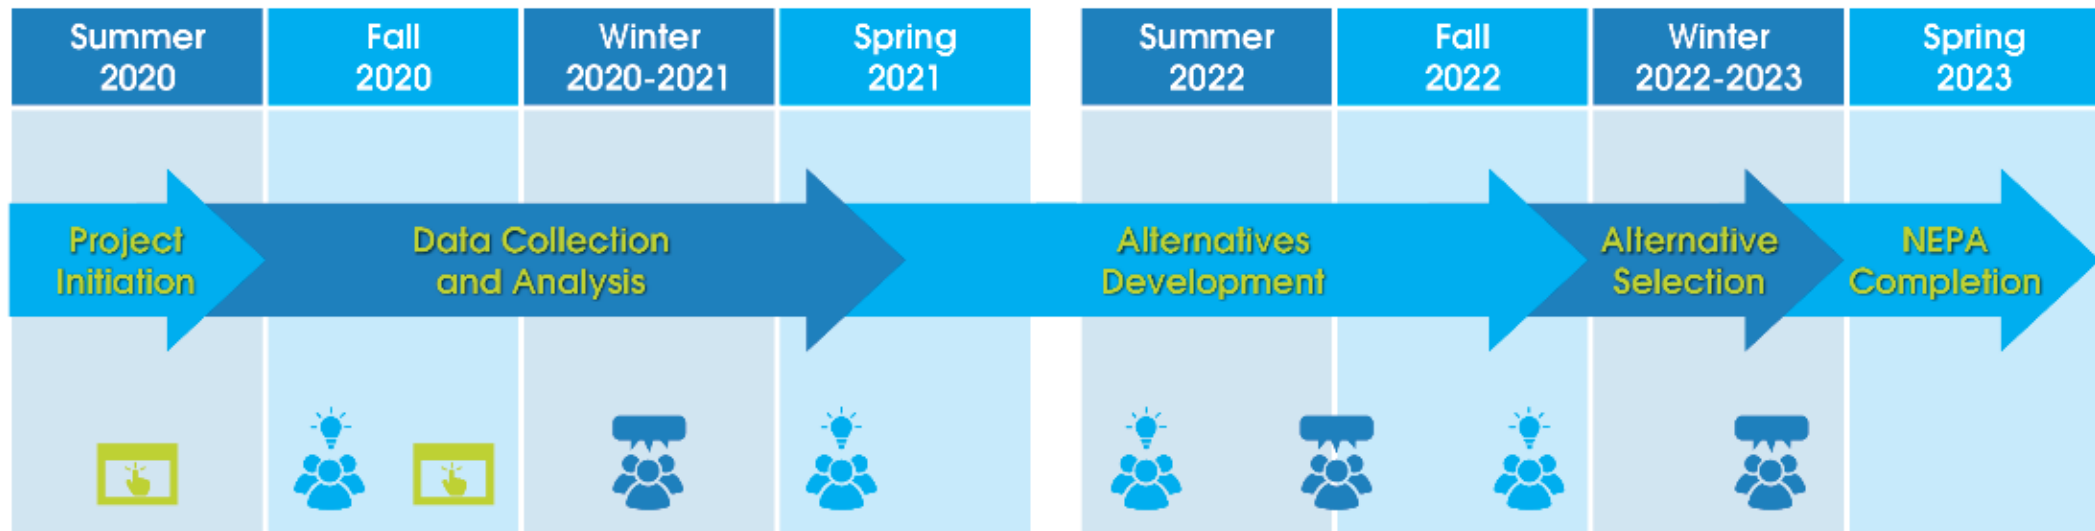 Summer
2020
Fall
2020
Winter
2020-2021
Spring
2021
Summer
2022
Fall
2022
Winter
2022-2023
Spring
2023
Project
Initiation
Data Collection
and Analysis
Alternatives
Development
Alternative
Selection
NEPA
Completion